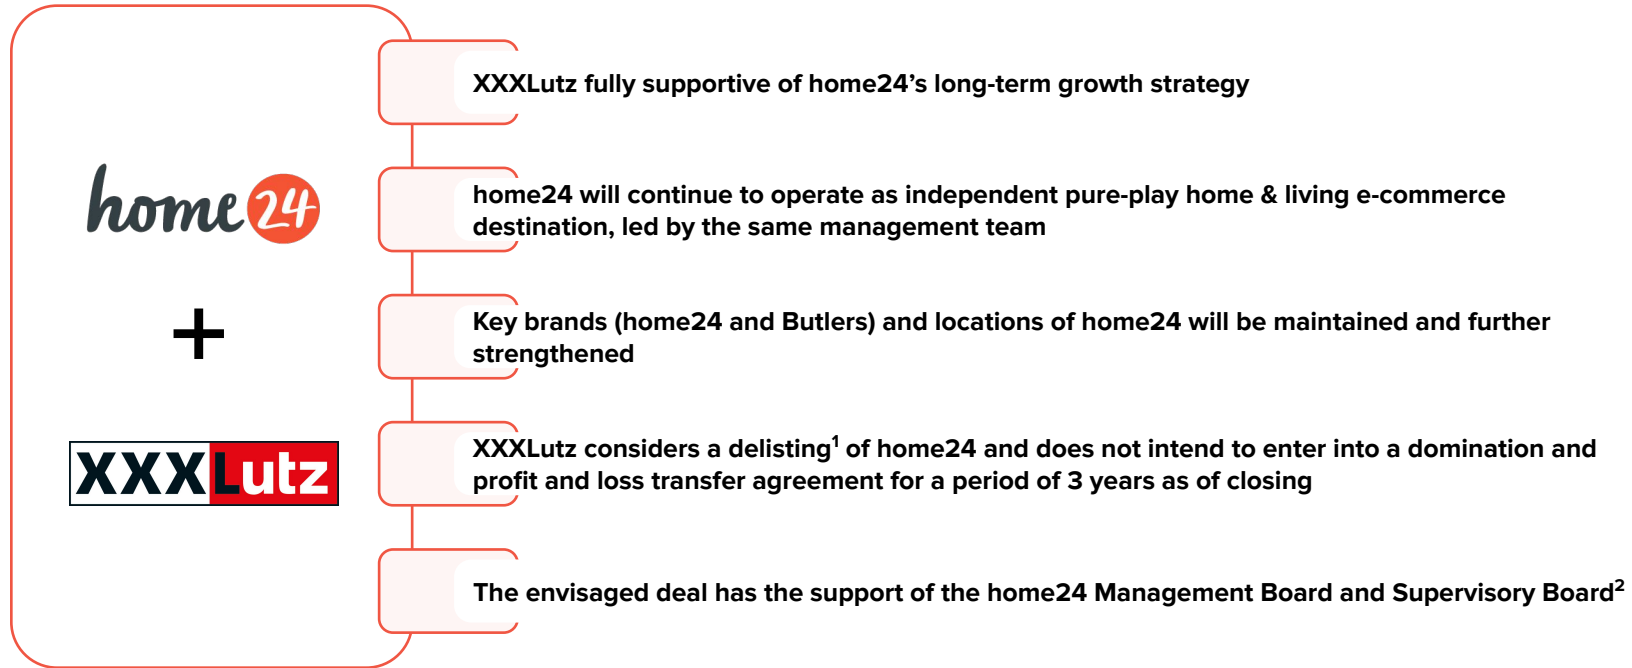 XXXLutz fully supportive of home24’s long-term growth strategy
home24
home24 will continue to operate as independent pure-play home & living e-commerce
destination, led by the same management team
+
Key brands (home24 and Butlers) and locations of home24 will be maintained and further
strengthened
XXXLutz
XXXLutz considers a delisting¹ of home24 and does not intend to enter into a domination and
profit and loss transfer agreement for a period of 3 years as of closing
The envisaged deal has the support of the home24 Management Board and Supervisory Board²